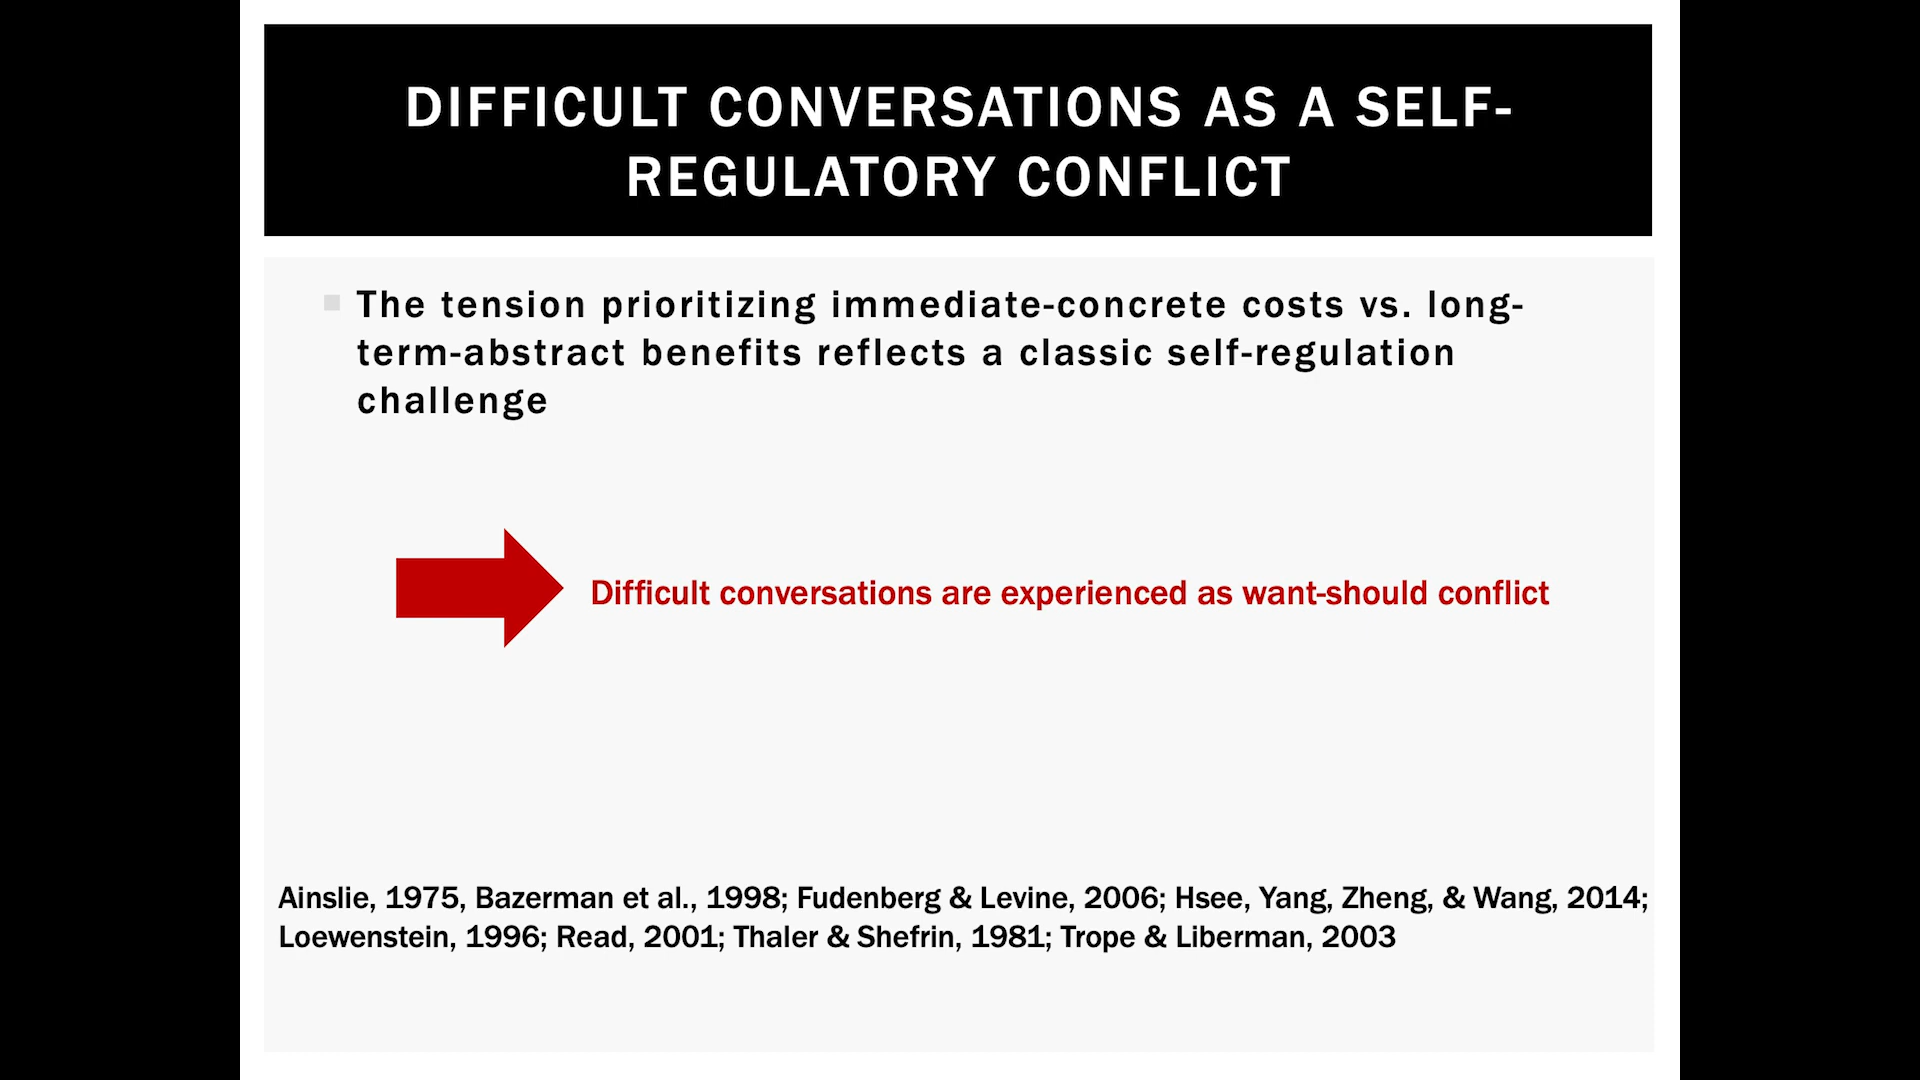 DIFFICULT CONVERSATIONS AS A SELF-
REGULATORY CONFLICT
The tension prioritizing immediate-concrete costs vs. long-
term-abstract benefits reflects a classic self-regulation
challenge
Difficult conversations are experienced as want-should conflict
Ainslie, 1975, Bazerman et al., 1998; Fudenberg & Levine, 2006; Hsee, Yang, Zheng, & Wang, 2014;
Loewenstein, 1996; Read, 2001; Thaler & Shefrin, 1981; Trope & Liberman, 2003